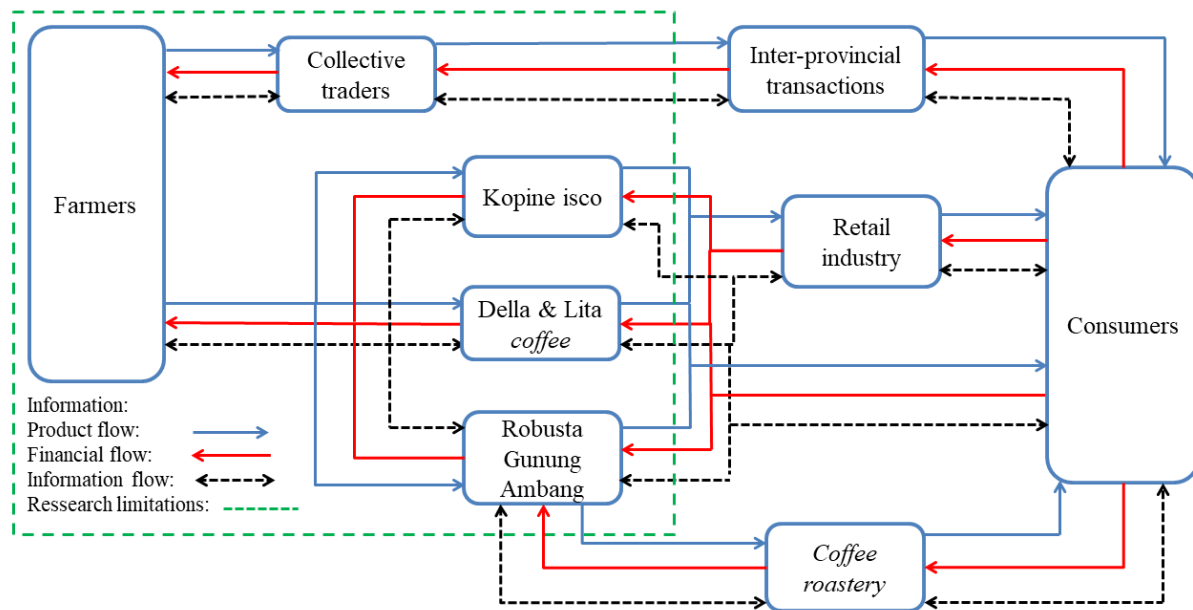 Farmers
Collective
traders
Inter-provincial
transactions
Kopine isco
Retail
industry
Della & Lita
coffee
Consumers
Robusta
Gunung
Ambang
Coffee
roastery
Information:
Product flow:
Financial flow:
Information flow:
Ressearch limitations: